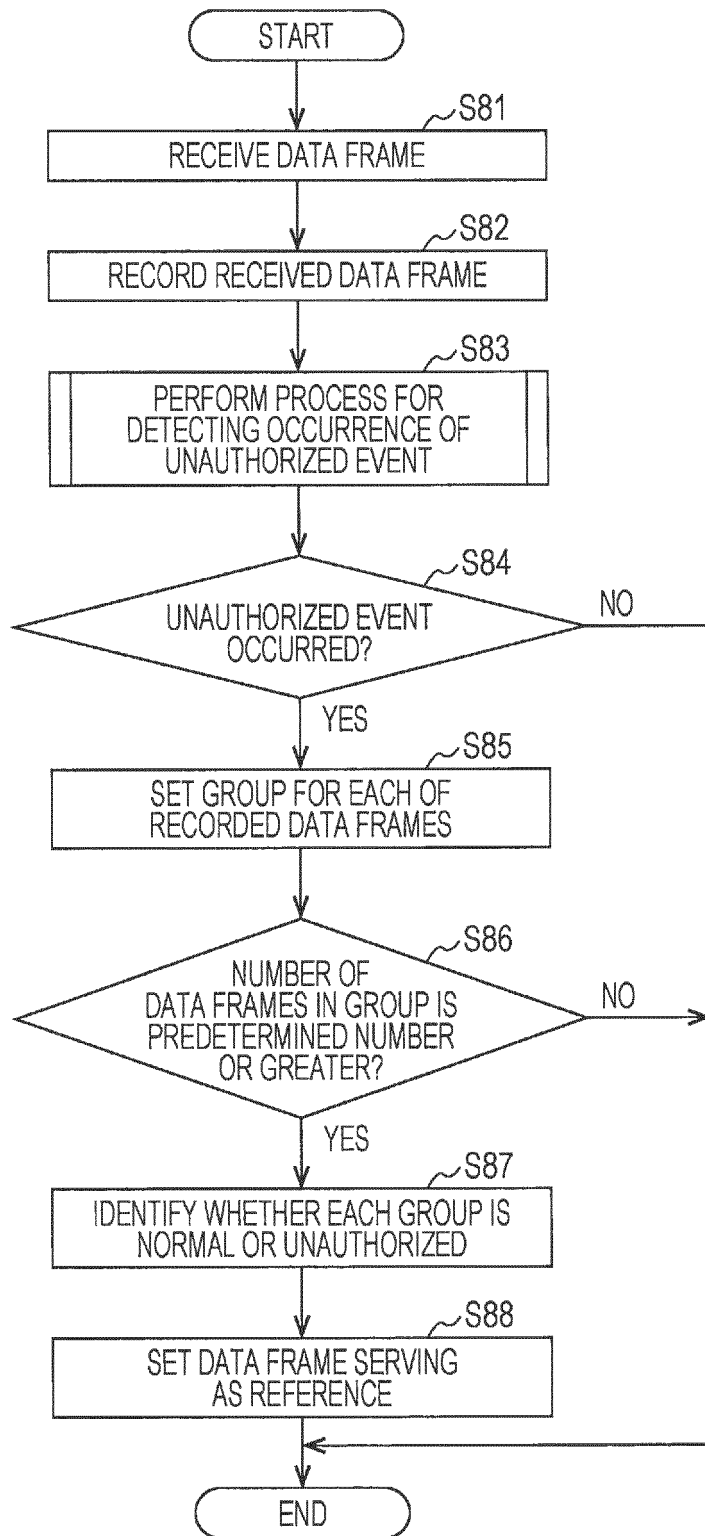 START
S81
RECEIVE DATA FRAME
S82
RECORD RECEIVED DATA FRAME
S83
PERFORM PROCESS FOR
DETECTING OCCURRENCE OF
UNAUTHORIZED EVENT
S84
UNAUTHORIZED EVENT
OCCURRED?
NO
YES
S85
SET GROUP FOR EACH OF
RECORDED DATA FRAMES
S86
NUMBER OF
DATA FRAMES IN GROUP IS
PREDETERMINED NUMBER
OR GREATER?
NO
YES
S87
IDENTIFY WHETHER EACH GROUP IS
NORMAL OR UNAUTHORIZED
S88
SET DATA FRAME SERVING
AS REFERENCE
END